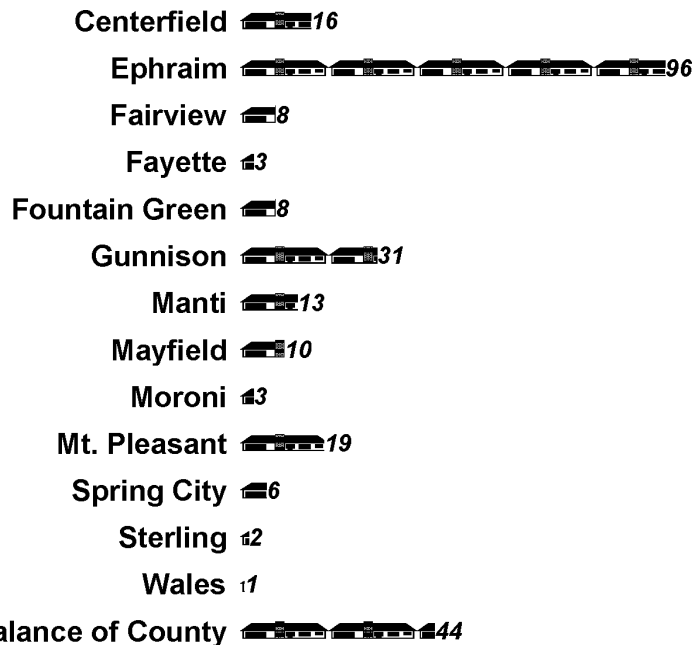 Centerfield 16
Ephraim 96
Fairview 8
Fayette 3
Fountain Green 8
Gunnison 31
Manti 13
Mayfield 10
Moroni 3
Mt. Pleasant 19
Spring City 6
Sterling 2
Wales 1
alance of County 44